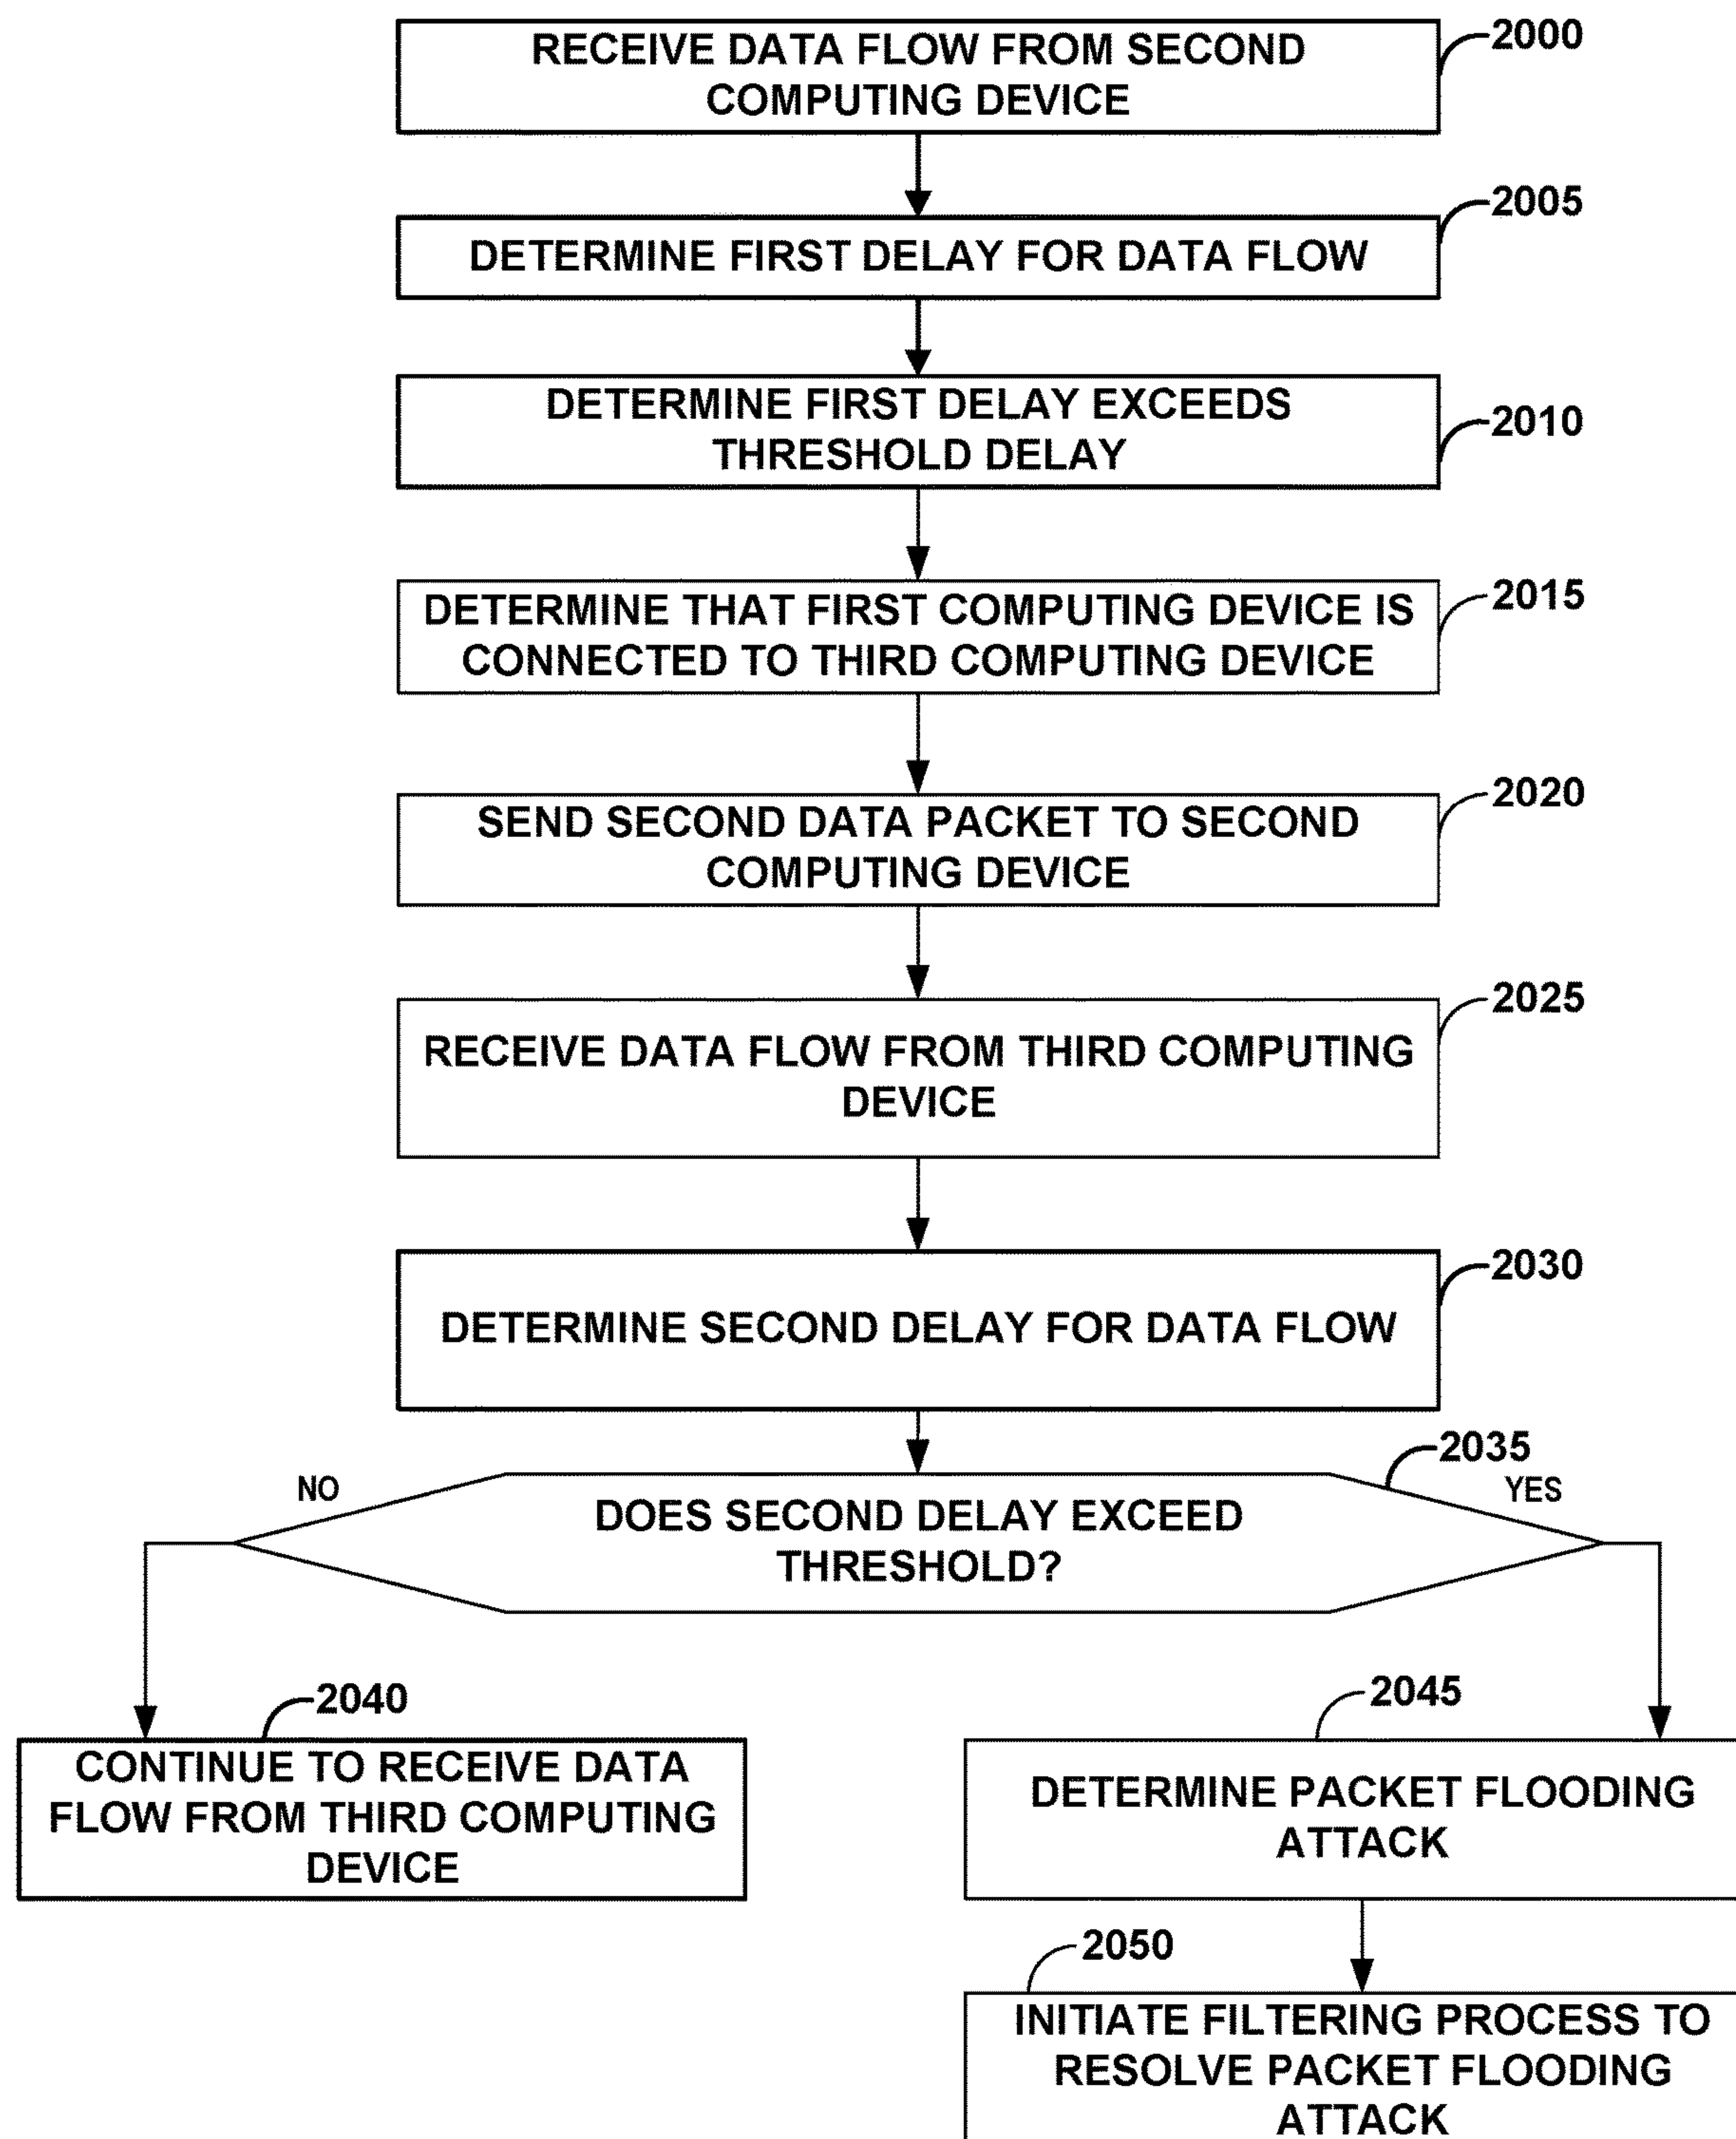 RECEIVE DATA FLOW FROM SECOND
COMPUTING DEVICE
2000
DETERMINE FIRST DELAY FOR DATA FLOW
2005
DETERMINE FIRST DELAY EXCEEDS
THRESHOLD DELAY
2010
DETERMINE THAT FIRST COMPUTING DEVICE IS
CONNECTED TO THIRD COMPUTING DEVICE
2015
SEND SECOND DATA PACKET TO SECOND
COMPUTING DEVICE
2020
RECEIVE DATA FLOW FROM THIRD COMPUTING
DEVICE
2025
DETERMINE SECOND DELAY FOR DATA FLOW
2030
2035
NO
YES
DOES SECOND DELAY EXCEED
THRESHOLD?
2040
CONTINUE TO RECEIVE DATA
FLOW FROM THIRD COMPUTING
DEVICE
2045
DETERMINE PACKET FLOODING
ATTACK
2050
INITIATE FILTERING PROCESS TO
RESOLVE PACKET FLOODING
ATTACK